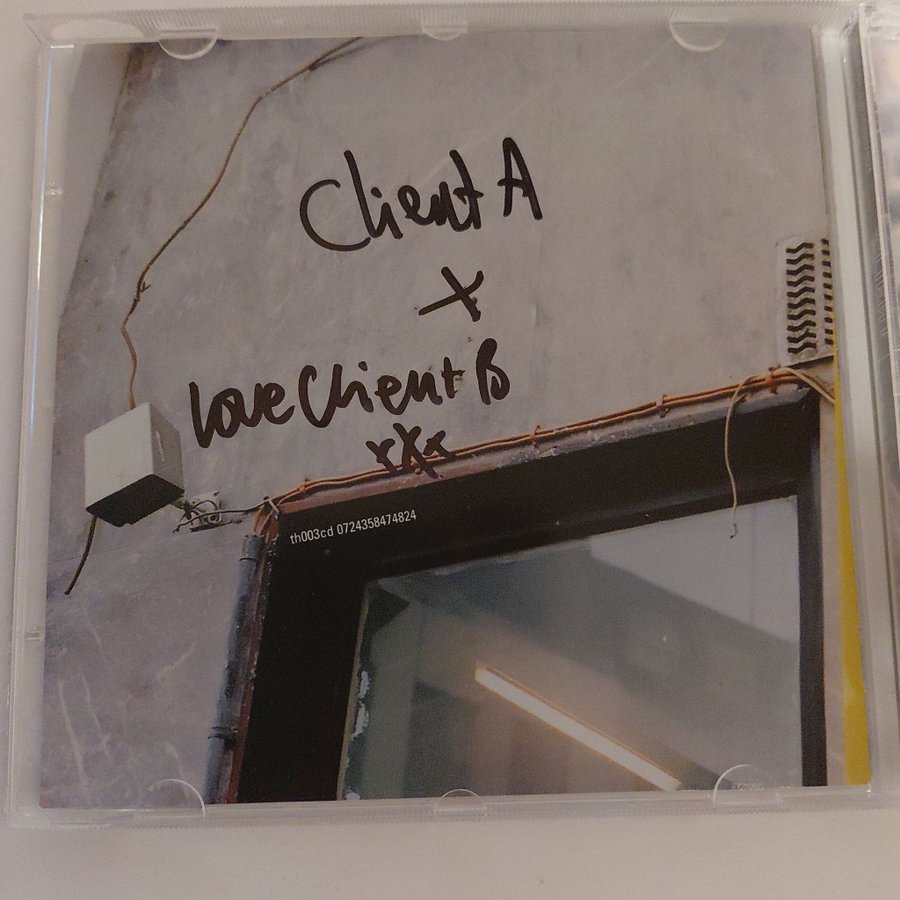 Client A
x
love Client B
xxx
th003cd 0724358474824